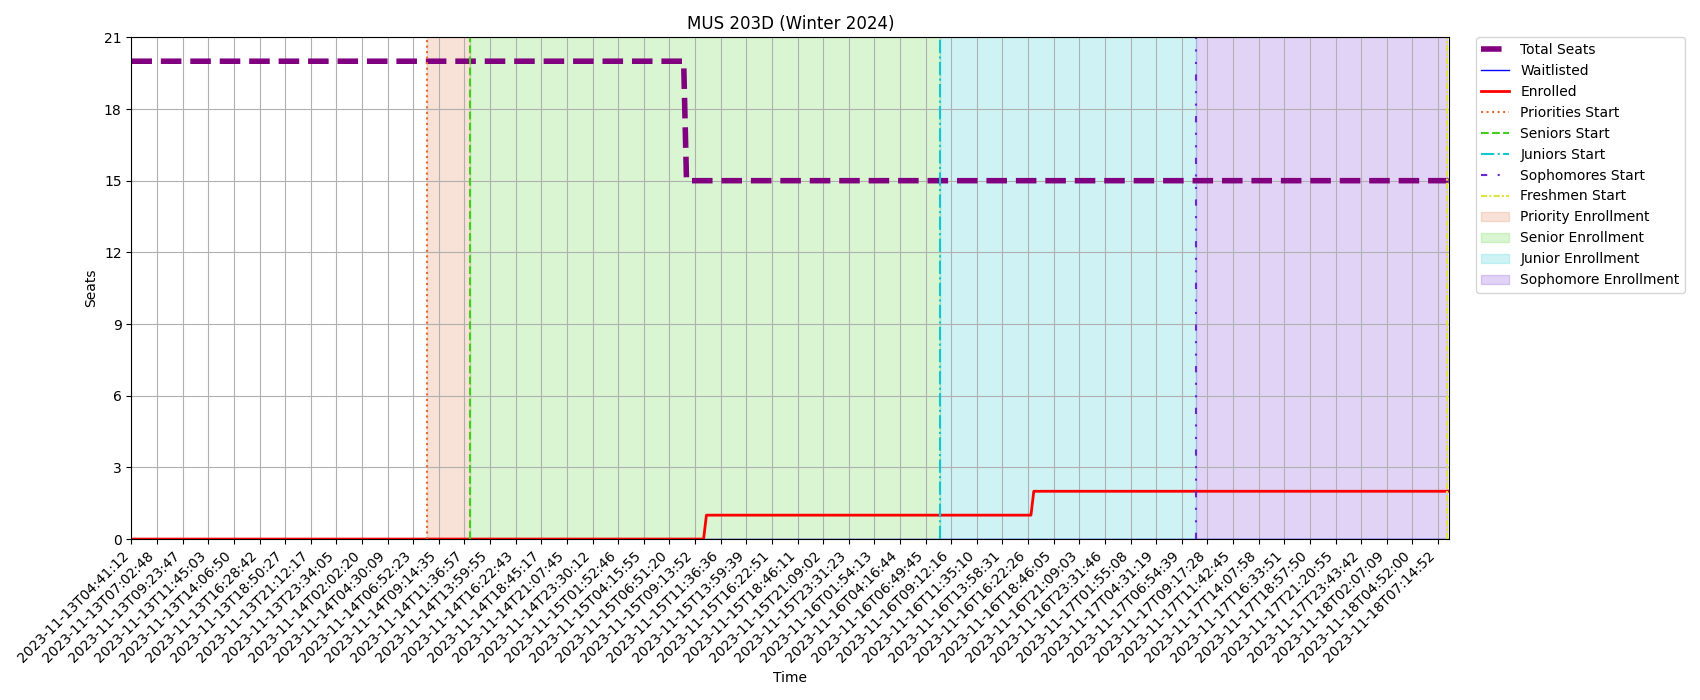 MUS 203D (Winter 2024)
21
18
15
12
9
6
3
0
Seats
2023-11-13T04:41:12
2023-11-13T07:02:48
2023-11-13T09:23:47
2023-11-13T11:45:03
2023-11-13T14:06:50
2023-11-13T16:28:42
2023-11-13T18:50:27
2023-11-13T21:12:17
2023-11-13T23:34:05
2023-11-14T02:02:20
2023-11-14T04:30:09
2023-11-14T06:52:23
2023-11-14T09:14:35
2023-11-14T11:36:57
2023-11-14T13:59:55
2023-11-14T16:22:43
2023-11-14T18:45:17
2023-11-14T21:07:45
2023-11-14T23:30:12
2023-11-15T01:52:46
2023-11-15T04:15:55
2023-11-15T06:51:20
2023-11-15T09:13:52
2023-11-15T11:36:36
2023-11-15T13:59:39
2023-11-15T16:22:51
2023-11-15T18:46:11
2023-11-15T21:09:02
2023-11-15T23:31:23
2023-11-16T01:54:13
2023-11-16T04:16:44
2023-11-16T06:49:45
2023-11-16T09:12:16
2023-11-16T11:35:10
2023-11-16T13:58:31
2023-11-16T16:22:26
2023-11-16T18:46:05
2023-11-16T21:09:03
2023-11-16T23:31:46
2023-11-17T01:55:08
2023-11-17T04:31:19
2023-11-17T06:54:39
2023-11-17T09:17:28
2023-11-17T11:42:45
2023-11-17T14:07:58
2023-11-17T16:33:51
2023-11-17T18:57:50
2023-11-17T21:20:55
2023-11-17T23:43:42
2023-11-18T02:07:09
2023-11-18T04:52:00
2023-11-18T07:14:52
Time
Total Seats
Waitlisted
Enrolled
Priorities Start
Seniors Start
Juniors Start
Sophomores Start
Freshmen Start
Priority Enrollment
Senior Enrollment
Junior Enrollment
Sophomore Enrollment